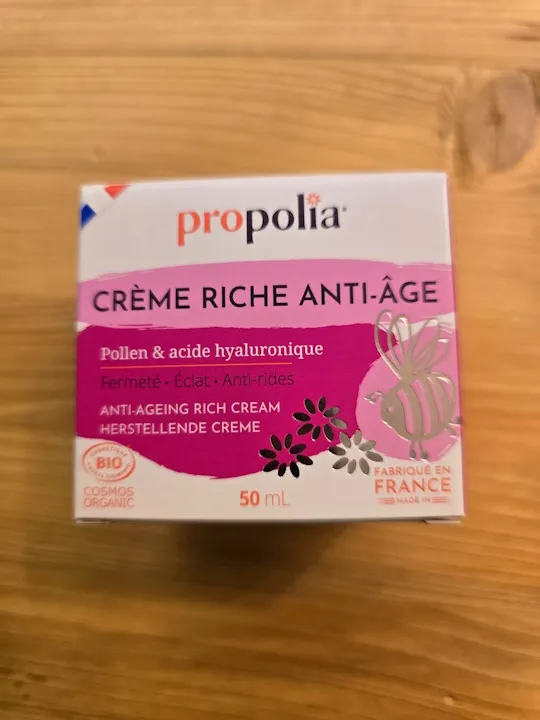 propolia
CRÈME RICHE ANTI-ÂGE
Pollen & acide hyaluronique
Fermeté • Éclat • Anti-rides
ANTI-AGEING RICH CREAM
HERSTELLENDE CREME
COSMÉTIQUE
BIO
COSMOS
ORGANIC
50 mL
FABRIQUÉ EN
FRANCE
MADE IN